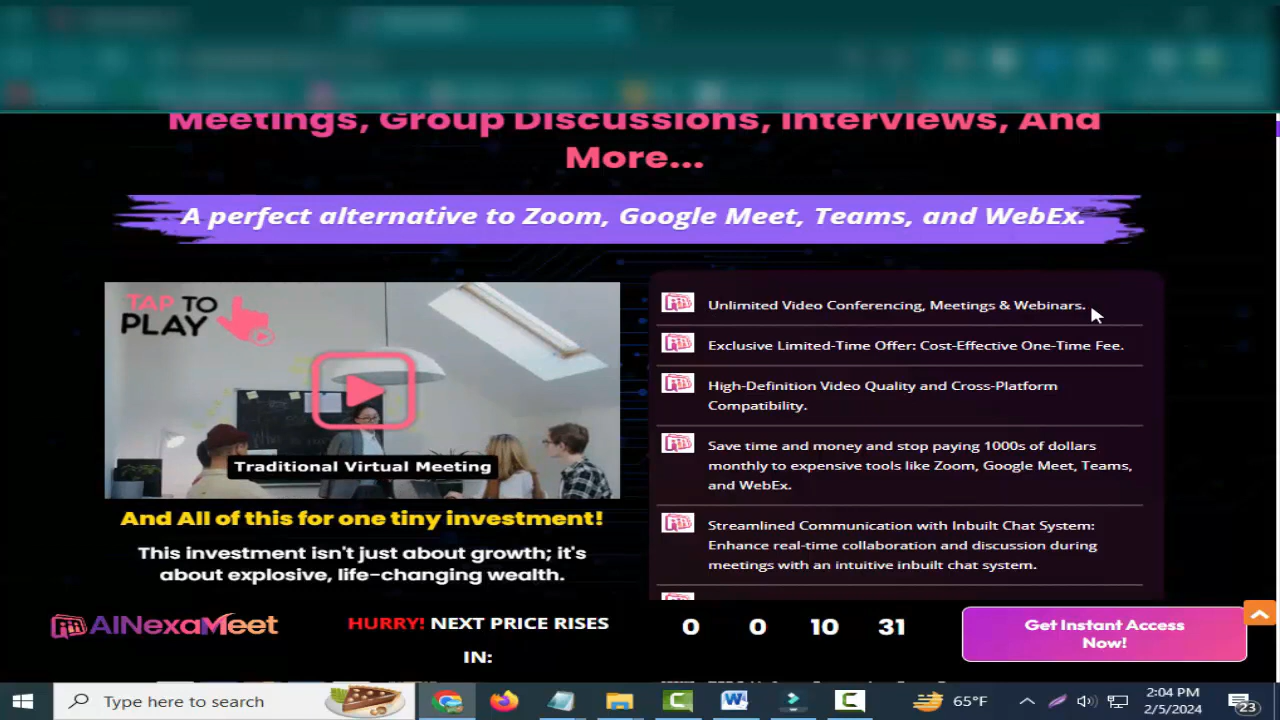 Meetings, Group Discussions, Interviews, And
More...
A perfect alternative to Zoom, Google Meet, Teams, and WebEx.
TAP TO
PLAY
Traditional Virtual Meeting
And All of this for one tiny investment!
This investment isn't just about growth; it's
about explosive, life-changing wealth.
Unlimited Video Conferencing, Meetings & Webinars.
Exclusive Limited-Time Offer: Cost-Effective One-Time Fee.
High-Definition Video Quality and Cross-Platform
Compatibility.
Save time and money and stop paying 1000s of dollars
monthly to expensive tools like Zoom, Google Meet, Teams,
and WebEx.
Streamlined Communication with Inbuilt Chat System:
Enhance real-time collaboration and discussion during
meetings with an intuitive inbuilt chat system.
AINexaMeet
HURRY! NEXT PRICE RISES
IN:
0 0 10 31
Get Instant Access
Now!
Type here to search
65°F
2:04 PM
2/5/2024
23